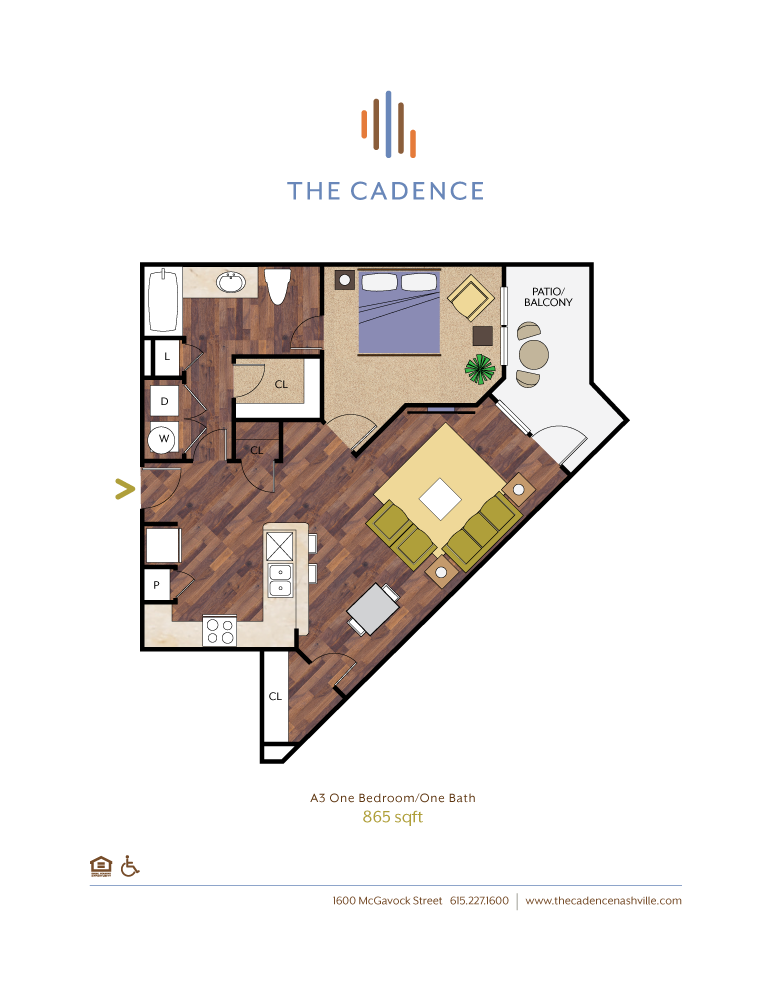 THE CADENCE
PATIO/
BALCONY
L
CL
D
W
CL
P
CL
A3 One Bedroom/One Bath
865 sqft
1600 McGavock Street 615.227.1600 | www.thecadencenashville.com